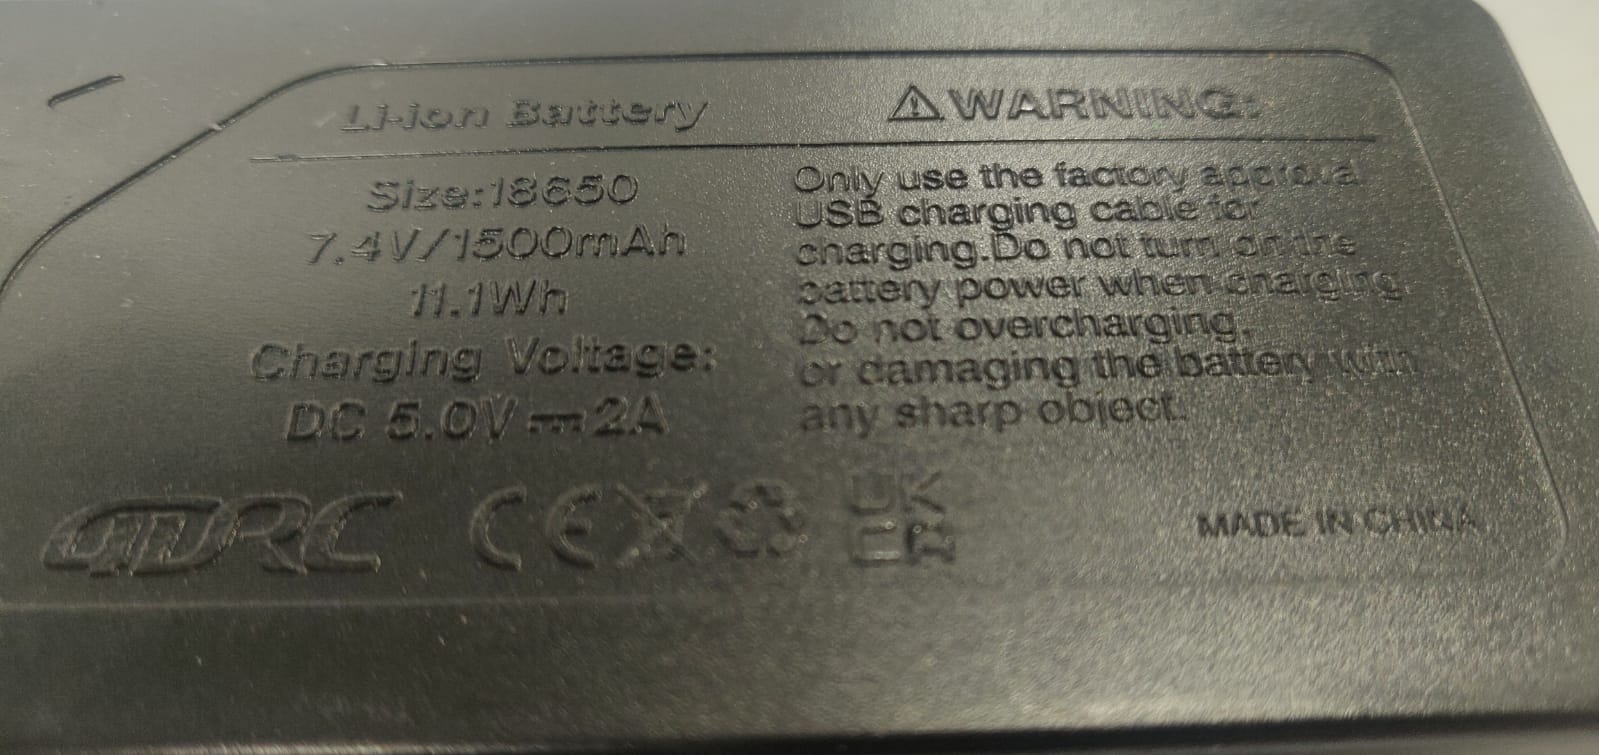 Li-ion Battery
Size:18650
7.4V/1500mAh
11.1Wh
Charging Voltage:
DC 5.0V ⎓ 2A
⚠WARNING:
Only use the factory approval
USB charging cable for
charging.Do not turn on the
battery power when charging.
Do not overcharging,
or damaging the battery with
any sharp object.
CE
UK
CA
MADE IN CHINA